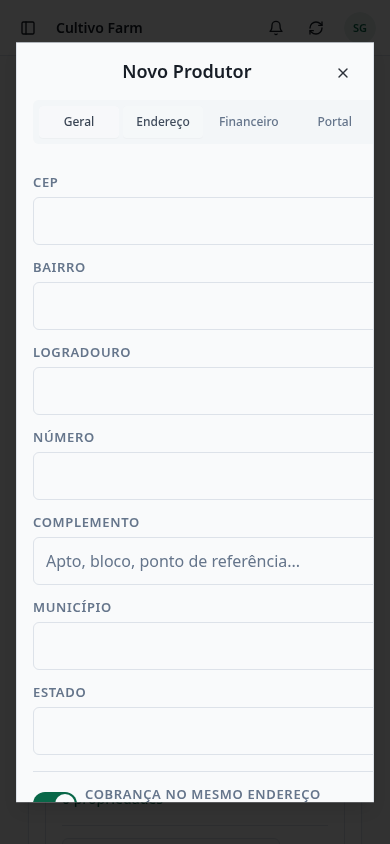 Cultivo Farm
SG
Novo Produtor
Geral
Endereço
Financeiro
Portal
CEP
BAIRRO
LOGRADOURO
NÚMERO
COMPLEMENTO
Apto, bloco, ponto de referência...
MUNICÍPIO
ESTADO
COBRANÇA NO MESMO ENDEREÇO